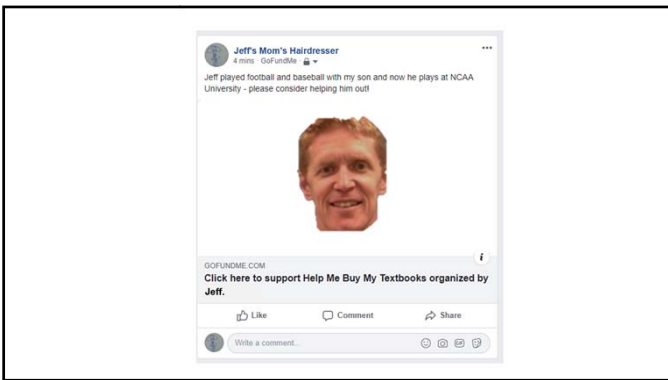 Jeff's Mom's Hairdresser
4 mins · GoFundMe ·
Jeff played football and baseball with my son and now he plays at NCAA
University - please consider helping him out!
i
GOFUNDME.COM
Click here to support Help Me Buy My Textbooks organized by
Jeff.
Like Comment Share
Write a comment... GIF